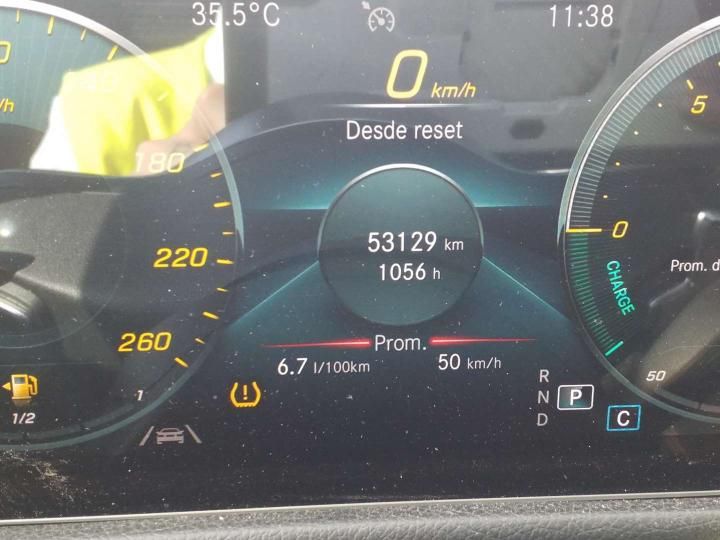 35.5°C
11:38
0 km/h
Desde reset
180
220
260
53129 km
1056 h
Prom.
6.7 l/100km
50 km/h
1/2
1
R
N
D
P
C
5
0
CHARGE
Prom. d
50